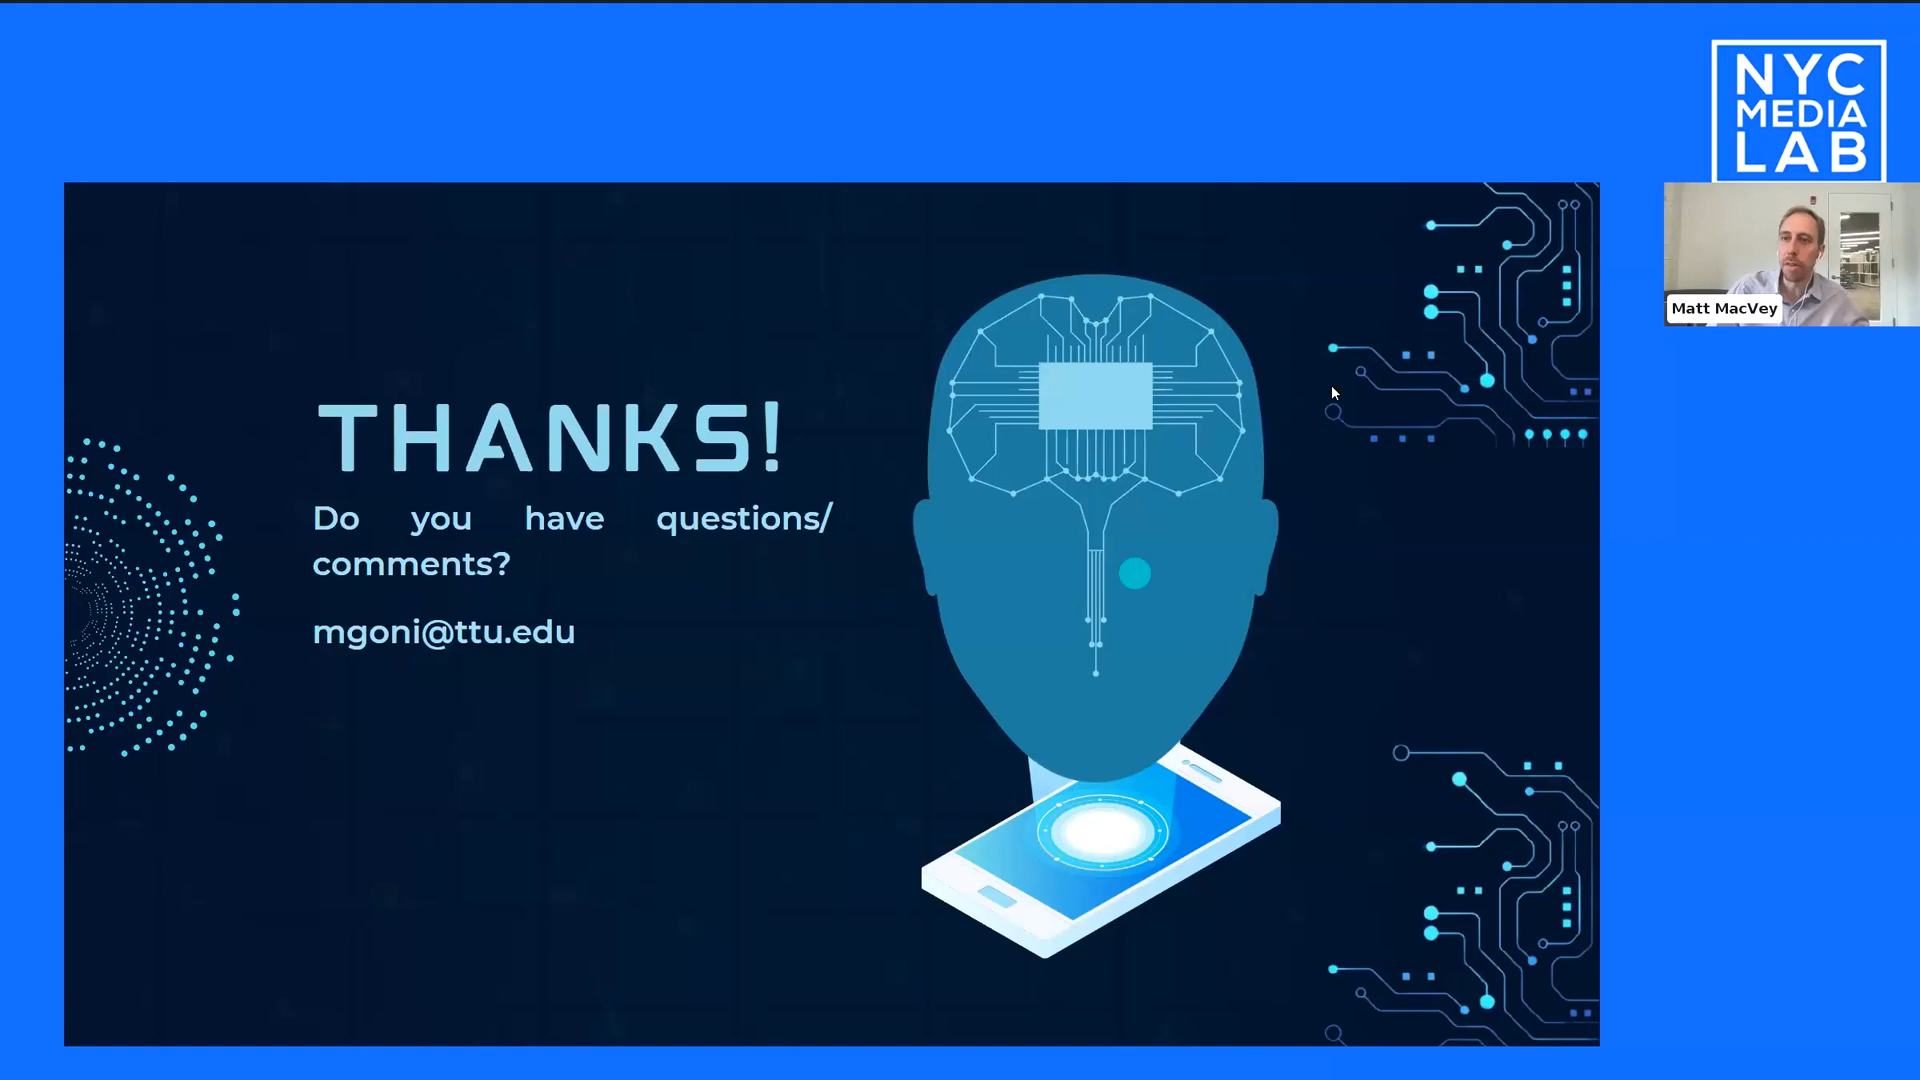 NYC
MEDIA
LAB
Matt MacVey
THANKS!
Do you have questions/
comments?
mgoni@ttu.edu